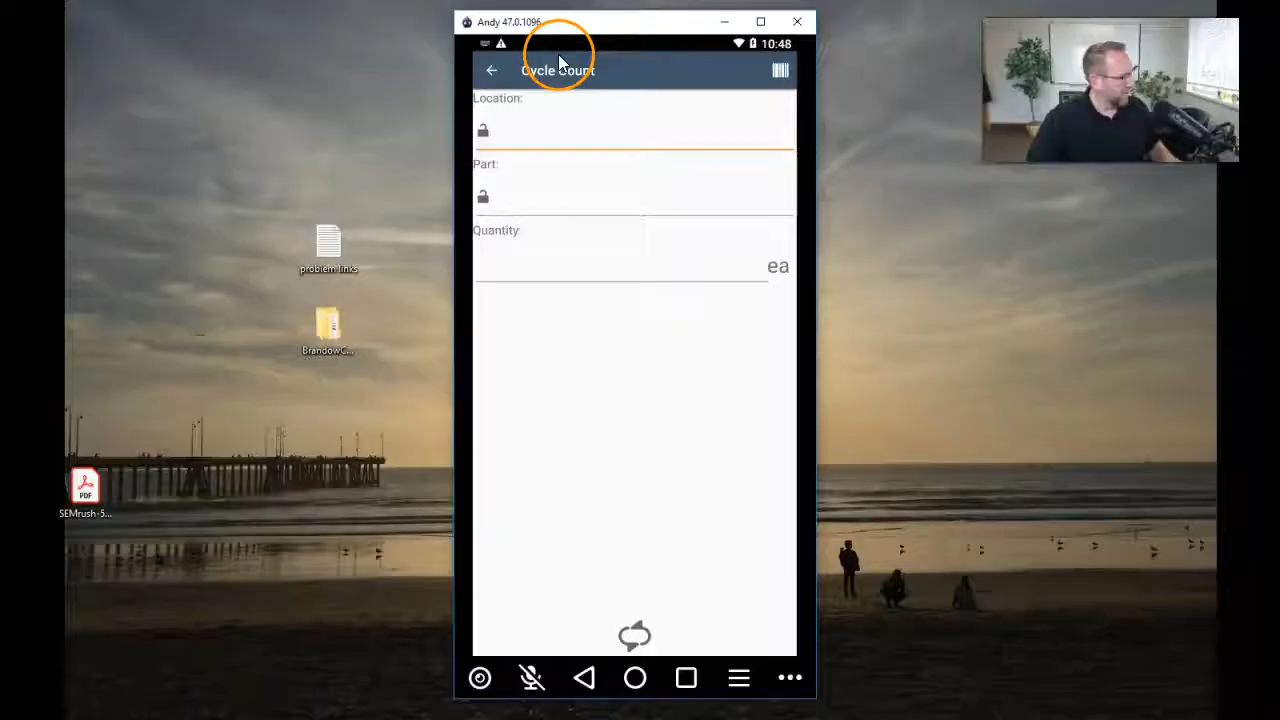 Andy 47.0.1096
10:48
Cycle Count
Location:
Part:
Quantity:
ea
problem links
BrandowC...
PDF
SEMrush-5...